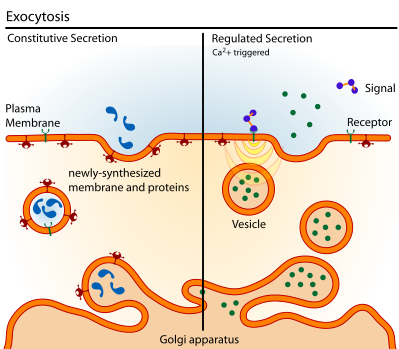 Exocytosis
Constitutive Secretion
Regulated Secretion
Ca²+ triggered
Signal
Plasma
Membrane
Receptor
newly-synthesized
membrane and proteins
Vesicle
Golgi apparatus